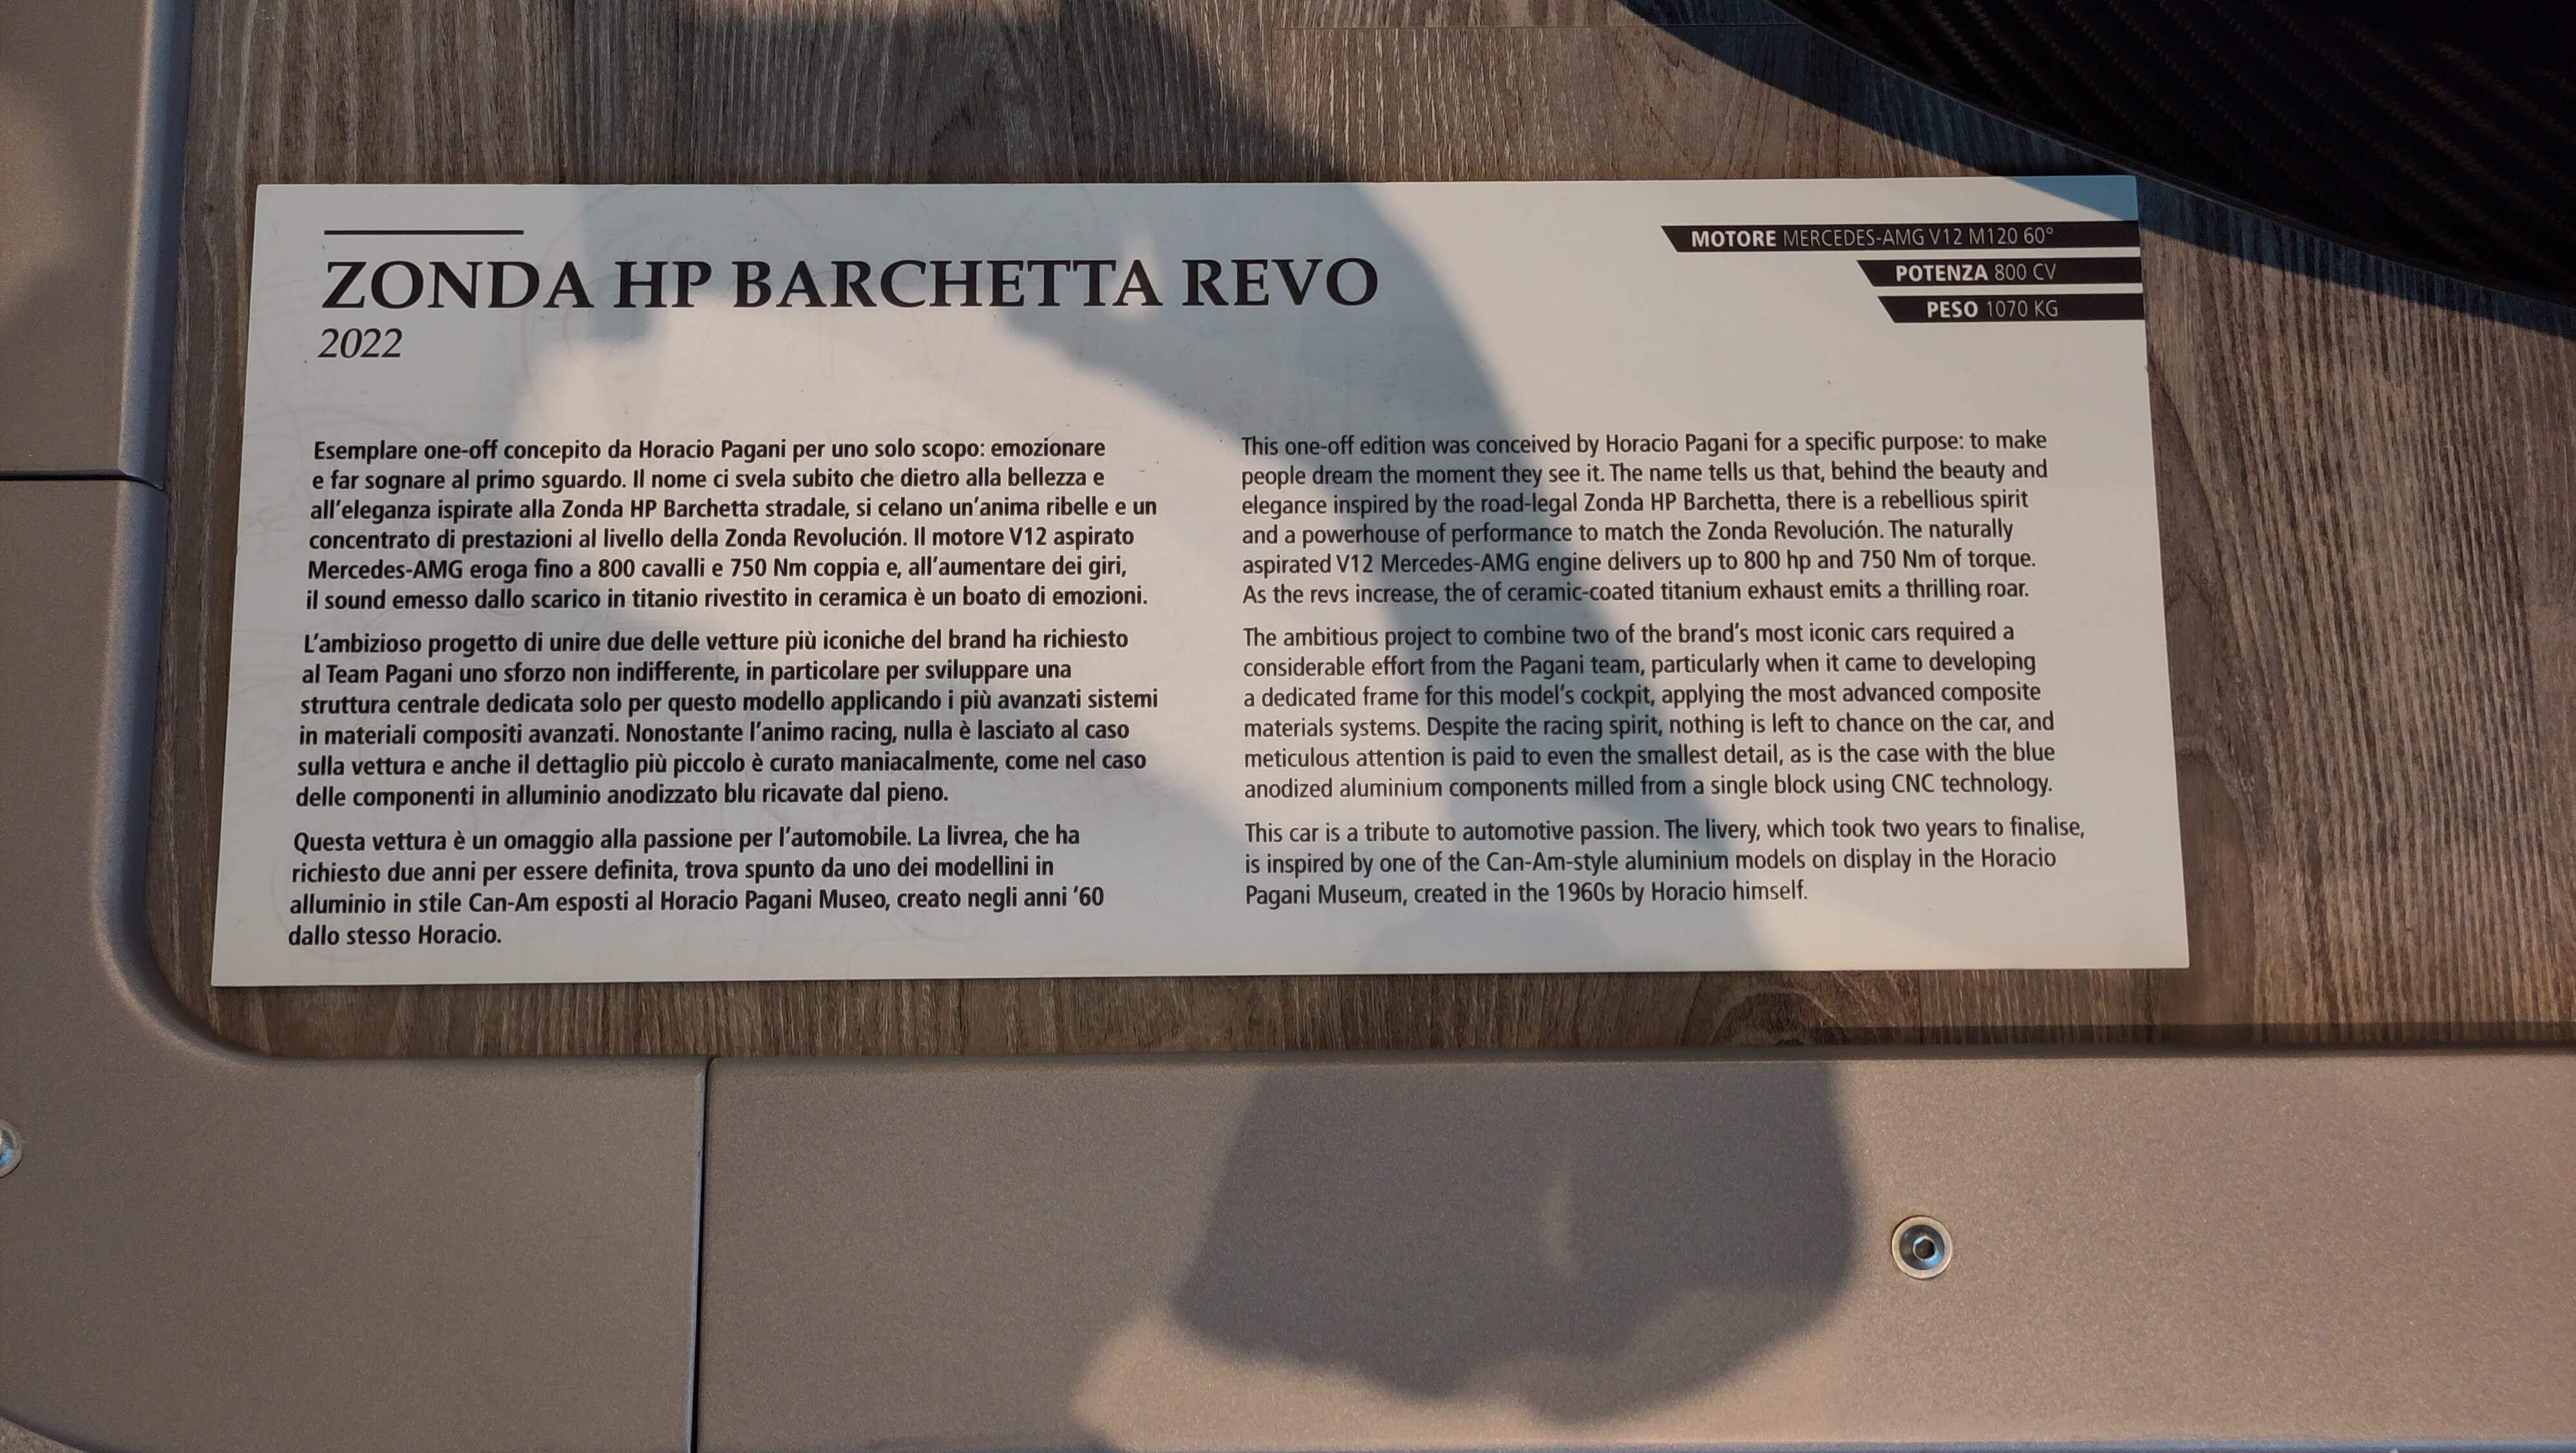 ZONDA HP BARCHETTA REVO
2022
MOTORE MERCEDES-AMG V12 M120 60°
POTENZA 800 CV
PESO 1070 KG
Esemplare one-off concepito da Horacio Pagani per uno solo scopo: emozionare
e far sognare al primo sguardo. Il nome ci svela subito che dietro alla bellezza e
all'eleganza ispirate alla Zonda HP Barchetta stradale, si celano un'anima ribelle e un
concentrato di prestazioni al livello della Zonda Revolución. Il motore V12 aspirato
Mercedes-AMG eroga fino a 800 cavalli e 750 Nm coppia e, all'aumentare dei giri,
il sound emesso dallo scarico in titanio rivestito in ceramica è un boato di emozioni.
L'ambizioso progetto di unire due delle vetture più iconiche del brand ha richiesto
al Team Pagani uno sforzo non indifferente, in particolare per sviluppare una
struttura centrale dedicata solo per questo modello applicando i più avanzati sistemi
in materiali compositi avanzati. Nonostante l'animo racing, nulla è lasciato al caso
sulla vettura e anche il dettaglio più piccolo è curato maniacalmente, come nel caso
delle componenti in alluminio anodizzato blu ricavate dal pieno.
Questa vettura è un omaggio alla passione per l'automobile. La livrea, che ha
richiesto due anni per essere definita, trova spunto da uno dei modellini in
alluminio in stile Can-Am esposti al Horacio Pagani Museo, creato negli anni '60
dallo stesso Horacio.
This one-off edition was conceived by Horacio Pagani for a specific purpose: to make
people dream the moment they see it. The name tells us that, behind the beauty and
elegance inspired by the road-legal Zonda HP Barchetta, there is a rebellious spirit
and a powerhouse of performance to match the Zonda Revolución. The naturally
aspirated V12 Mercedes-AMG engine delivers up to 800 hp and 750 Nm of torque.
As the revs increase, the of ceramic-coated titanium exhaust emits a thrilling roar.
The ambitious project to combine two of the brand's most iconic cars required a
considerable effort from the Pagani team, particularly when it came to developing
a dedicated frame for this model's cockpit, applying the most advanced composite
materials systems. Despite the racing spirit, nothing is left to chance on the car, and
meticulous attention is paid to even the smallest detail, as is the case with the blue
anodized aluminium components milled from a single block using CNC technology.
This car is a tribute to automotive passion. The livery, which took two years to finalise,
is inspired by one of the Can-Am-style aluminium models on display in the Horacio
Pagani Museum, created in the 1960s by Horacio himself.